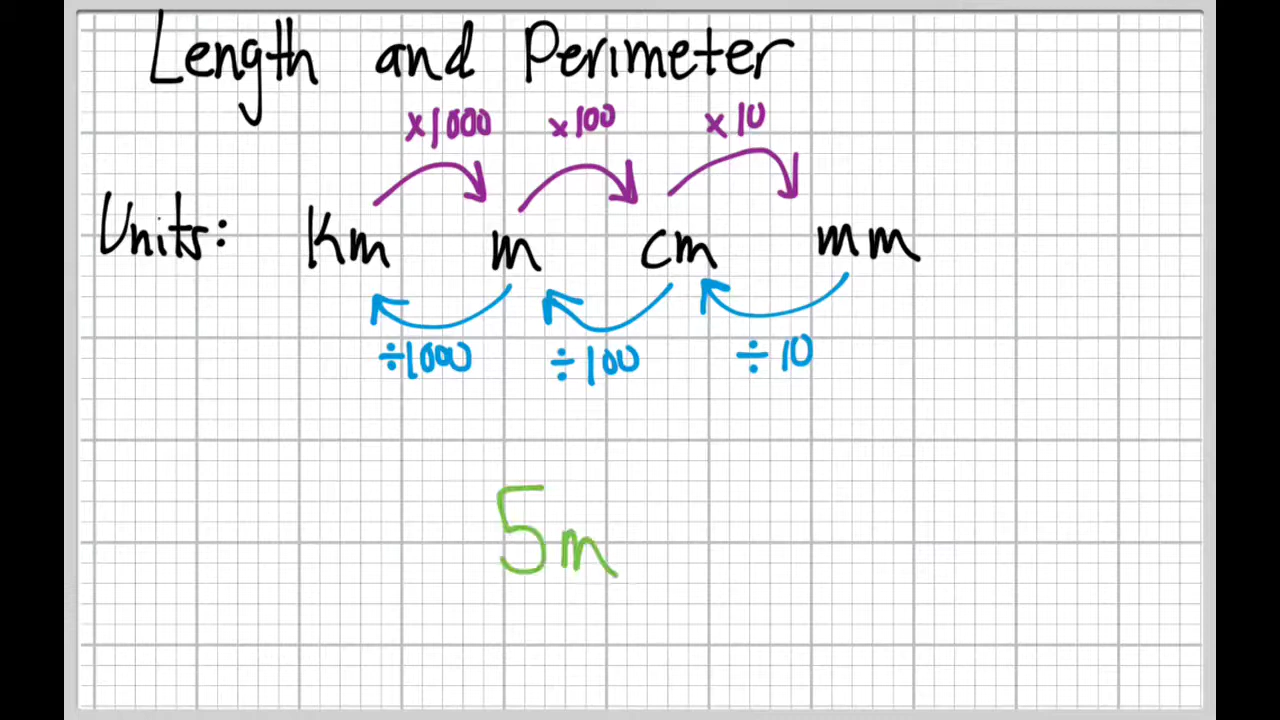 Length and Perimeter
×1000 ×100 ×10
Units: Km m cm mm
÷1000 ÷100 ÷10
5m